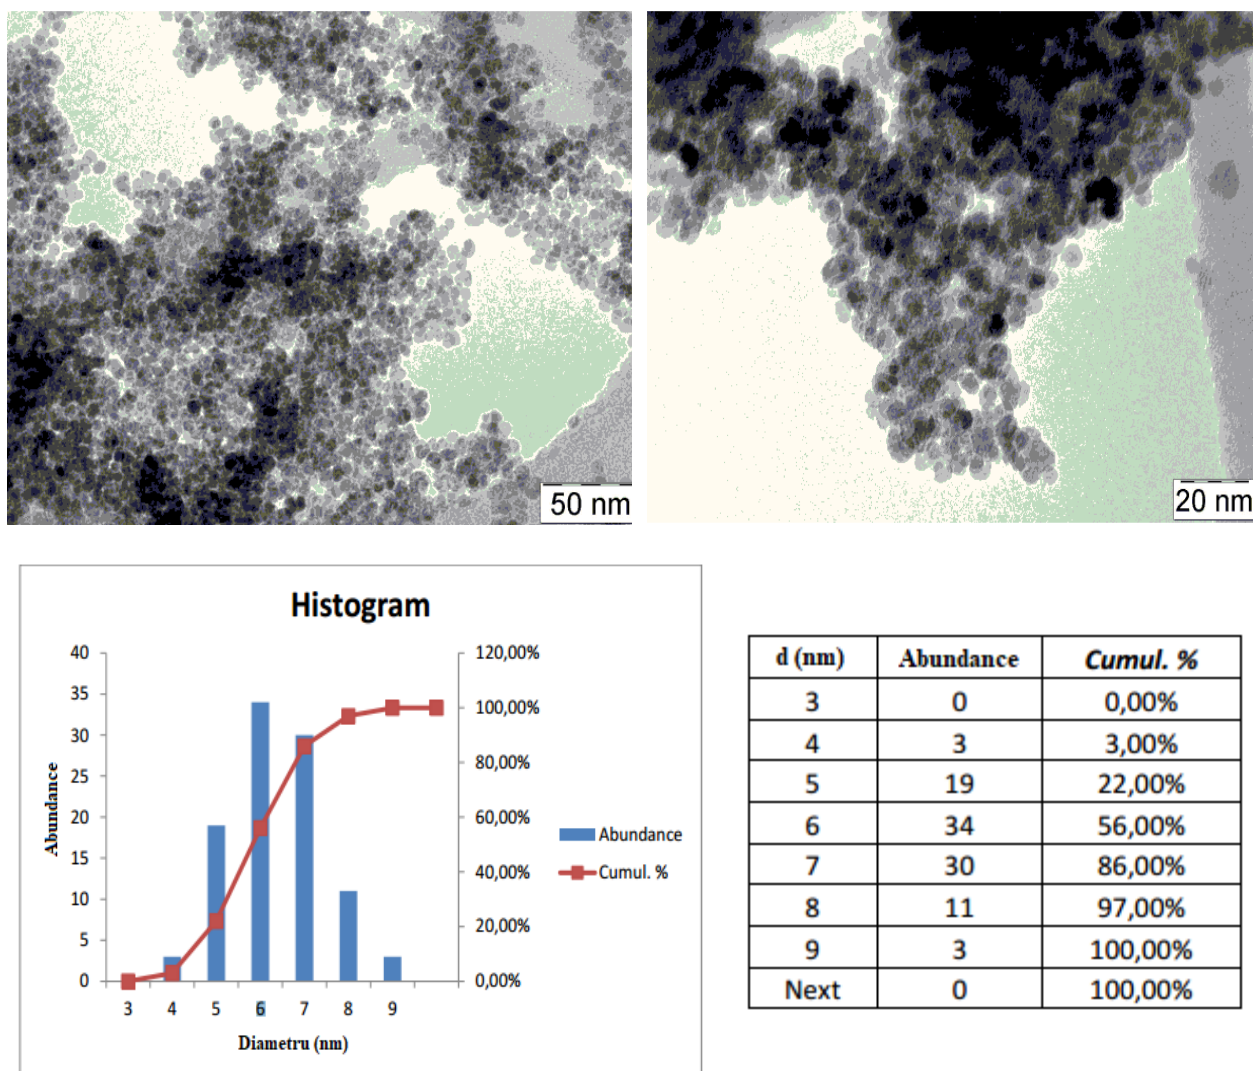 50 nm
20 nm
Histogram
40
35
30
25
20
15
10
5
0
Abundance
120,00%
100,00%
80,00%
60,00%
40,00%
20,00%
0,00%
3 4 5 6 7 8 9
Diametru (nm)
Abundance
Cumul. %
d (nm) Abundance Cumul. %
3 0 0,00%
4 3 3,00%
5 19 22,00%
6 34 56,00%
7 30 86,00%
8 11 97,00%
9 3 100,00%
Next 0 100,00%